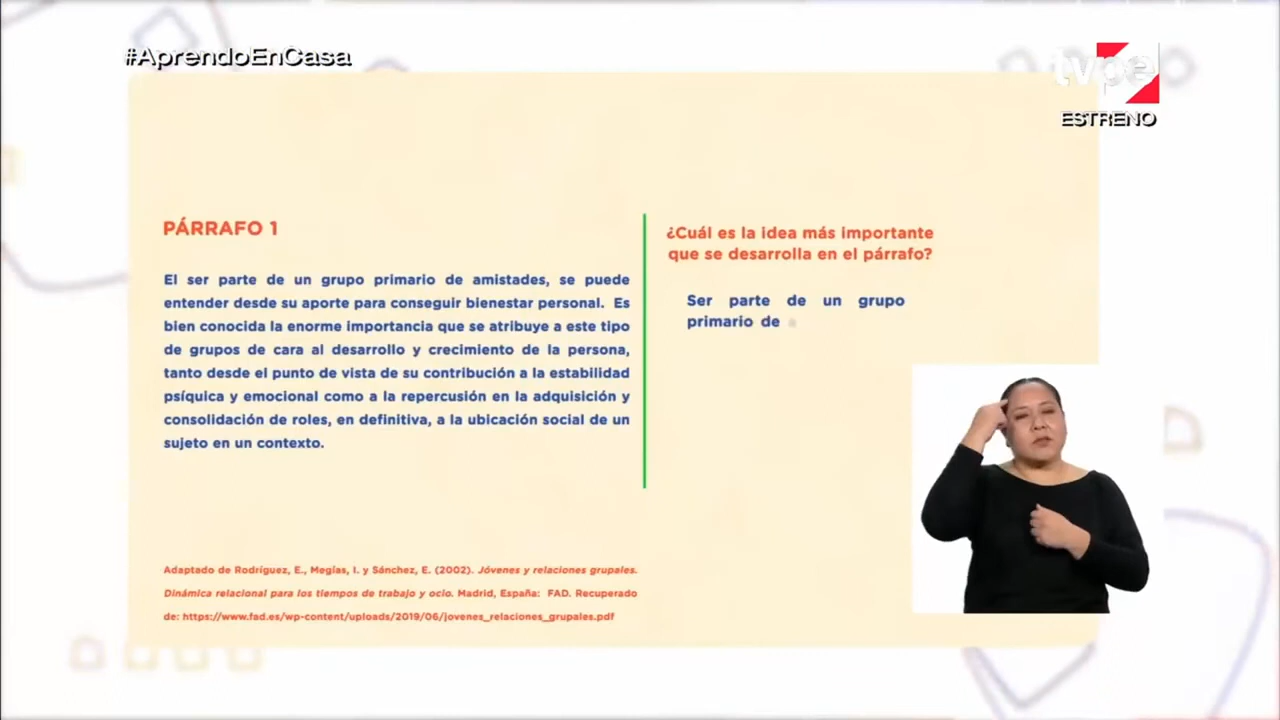 #AprendoEnCasa
tvpe
ESTRENO
PÁRRAFO 1
El ser parte de un grupo primario de amistades, se puede
entender desde su aporte para conseguir bienestar personal. Es
bien conocida la enorme importancia que se atribuye a este tipo
de grupos de cara al desarrollo y crecimiento de la persona,
tanto desde el punto de vista de su contribución a la estabilidad
psíquica y emocional como a la repercusión en la adquisición y
consolidación de roles, en definitiva, a la ubicación social de un
sujeto en un contexto.
¿Cuál es la idea más importante
que se desarrolla en el párrafo?
Ser parte de un grupo
primario de a
Adaptado de Rodríguez, E., Megías, I. y Sánchez, E. (2002). Jóvenes y relaciones grupales.
Dinámica relacional para los tiempos de trabajo y ocio. Madrid, España: FAD. Recuperado
de: https://www.fad.es/wp-content/uploads/2019/06/jovenes_relaciones_grupales.pdf